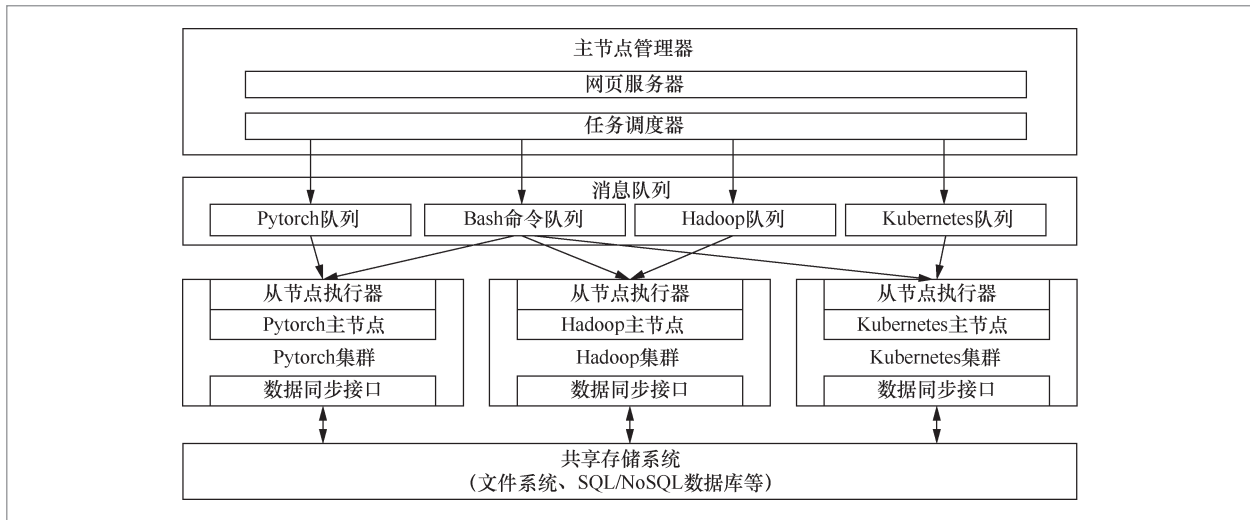 主节点管理器
网页服务器
任务调度器
消息队列
Pytorch队列
Bash命令队列
Hadoop队列
Kubernetes队列
从节点执行器
从节点执行器
从节点执行器
Pytorch主节点
Hadoop主节点
Kubernetes主节点
Pytorch集群
Hadoop集群
Kubernetes集群
数据同步接口
数据同步接口
数据同步接口
共享存储系统
（文件系统、SQL/NoSQL数据库等）